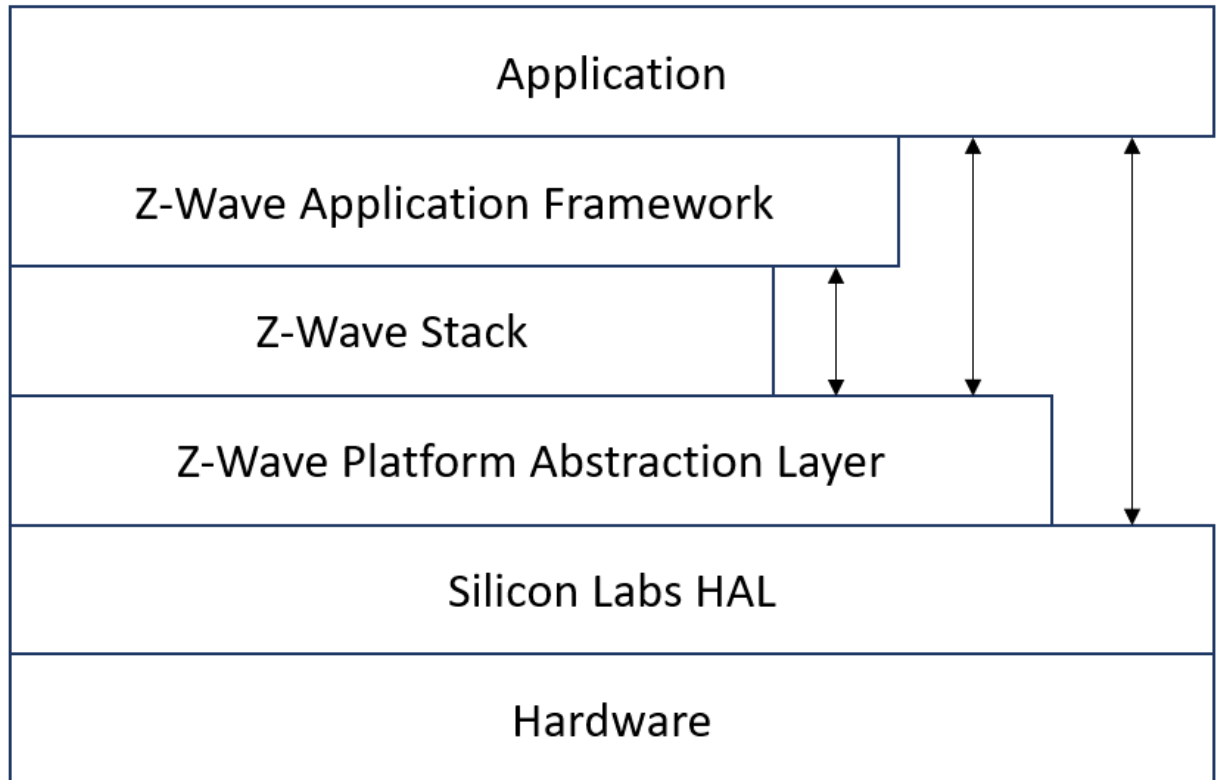 Application
Z-Wave Application Framework
Z-Wave Stack
Z-Wave Platform Abstraction Layer
Silicon Labs HAL
Hardware